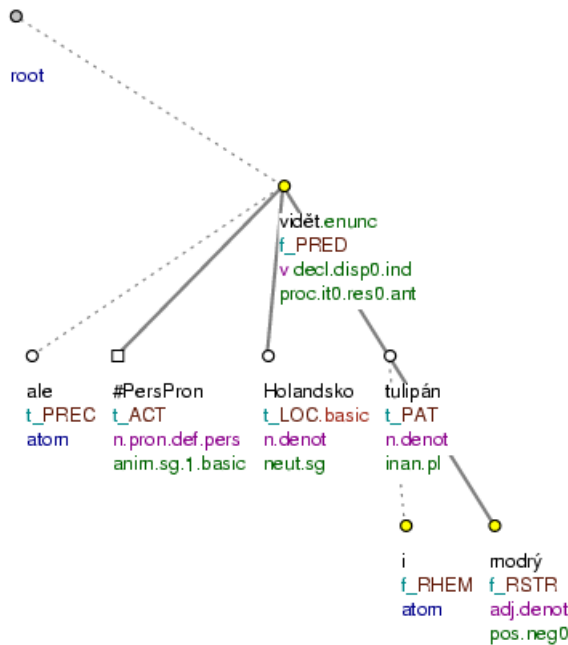 root
vidět.enunc
f_PRED
v decl.disp0.ind
proc.it0.res0.ant
ale
t_PREC
atom
#PersPron
t_ACT
n.pron.def.pers
anim.sg.1.basic
Holandsko
t_LOC.basic
n.denot
neut.sg
tulipán
t_PAT
n.denot
inan.pl
i
f_RHEM
atom
modrý
f_RSTR
adj.denot
pos.neg0